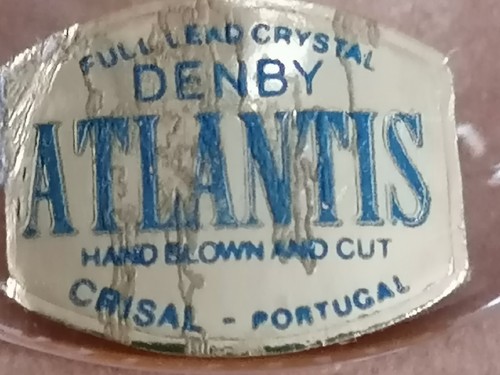 FULL LEAD CRYSTAL
DENBY
ATLANTIS
HAND BLOWN AND CUT
CRISAL - PORTUGAL